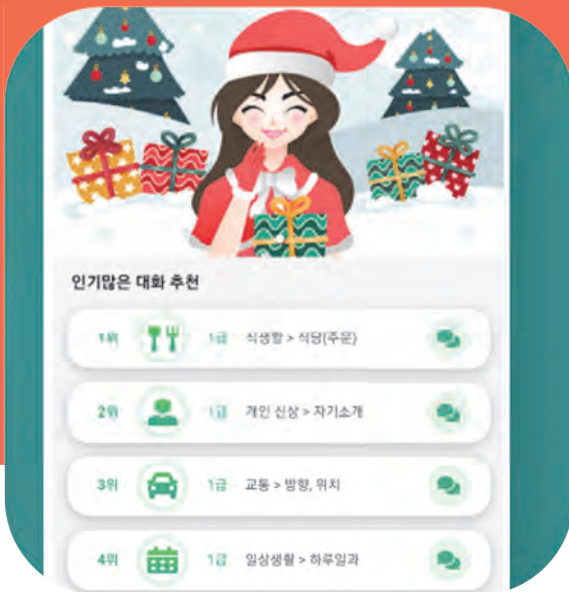 인기많은 대화 추천
1위 1급 식생활 > 식당(주문)
2위 1급 개인 신상 > 자기소개
3위 1급 교통 > 방향, 위치
4위 1급 일상생활 > 하루일과